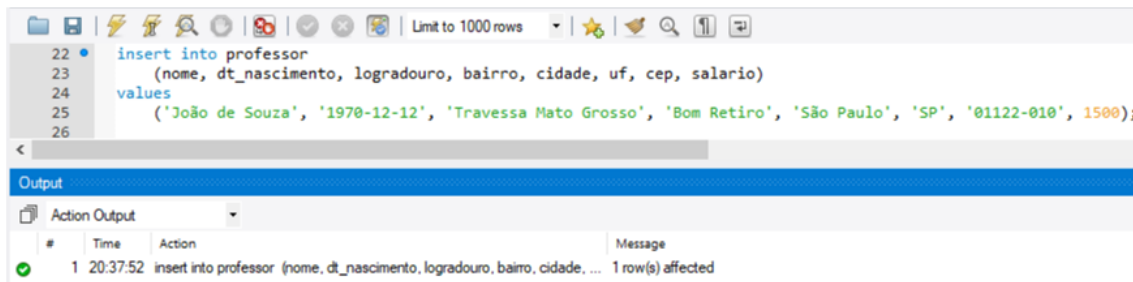 Limit to 1000 rows
22 insert into professor
23 (nome, dt_nascimento, logradouro, bairro, cidade, uf, cep, salario)
24 values
25 ('João de Souza', '1970-12-12', 'Travessa Mato Grosso', 'Bom Retiro', 'São Paulo', 'SP', '01122-010', 1500);
26
Output
Action Output
# Time Action Message
1 20:37:52 insert into professor (nome, dt_nascimento, logradouro, bairro, cidade, ... 1 row(s) affected